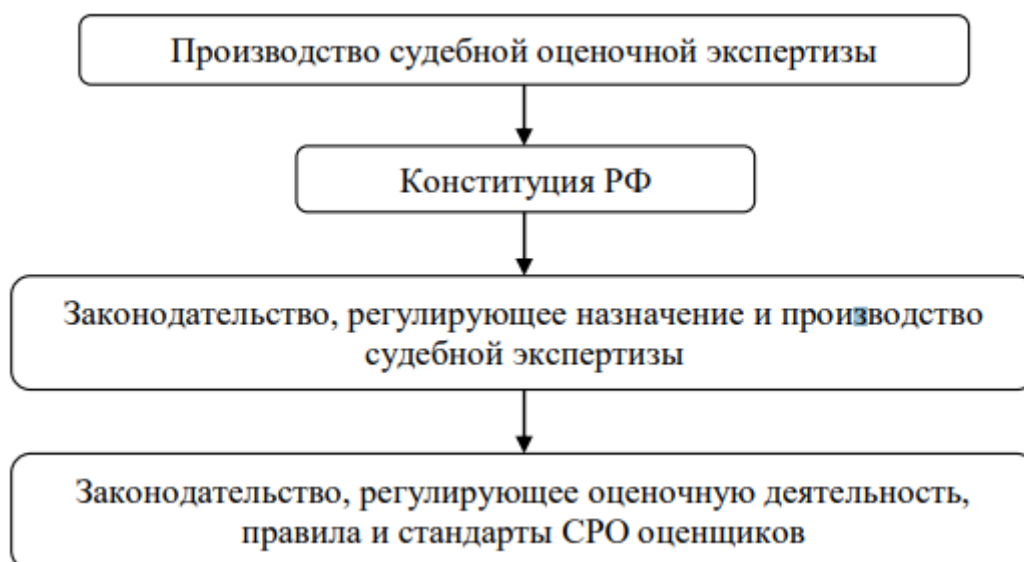 Производство судебной оценочной экспертизы
Конституция РФ
Законодательство, регулирующее назначение и производство
судебной экспертизы
Законодательство, регулирующее оценочную деятельность,
правила и стандарты СРО оценщиков